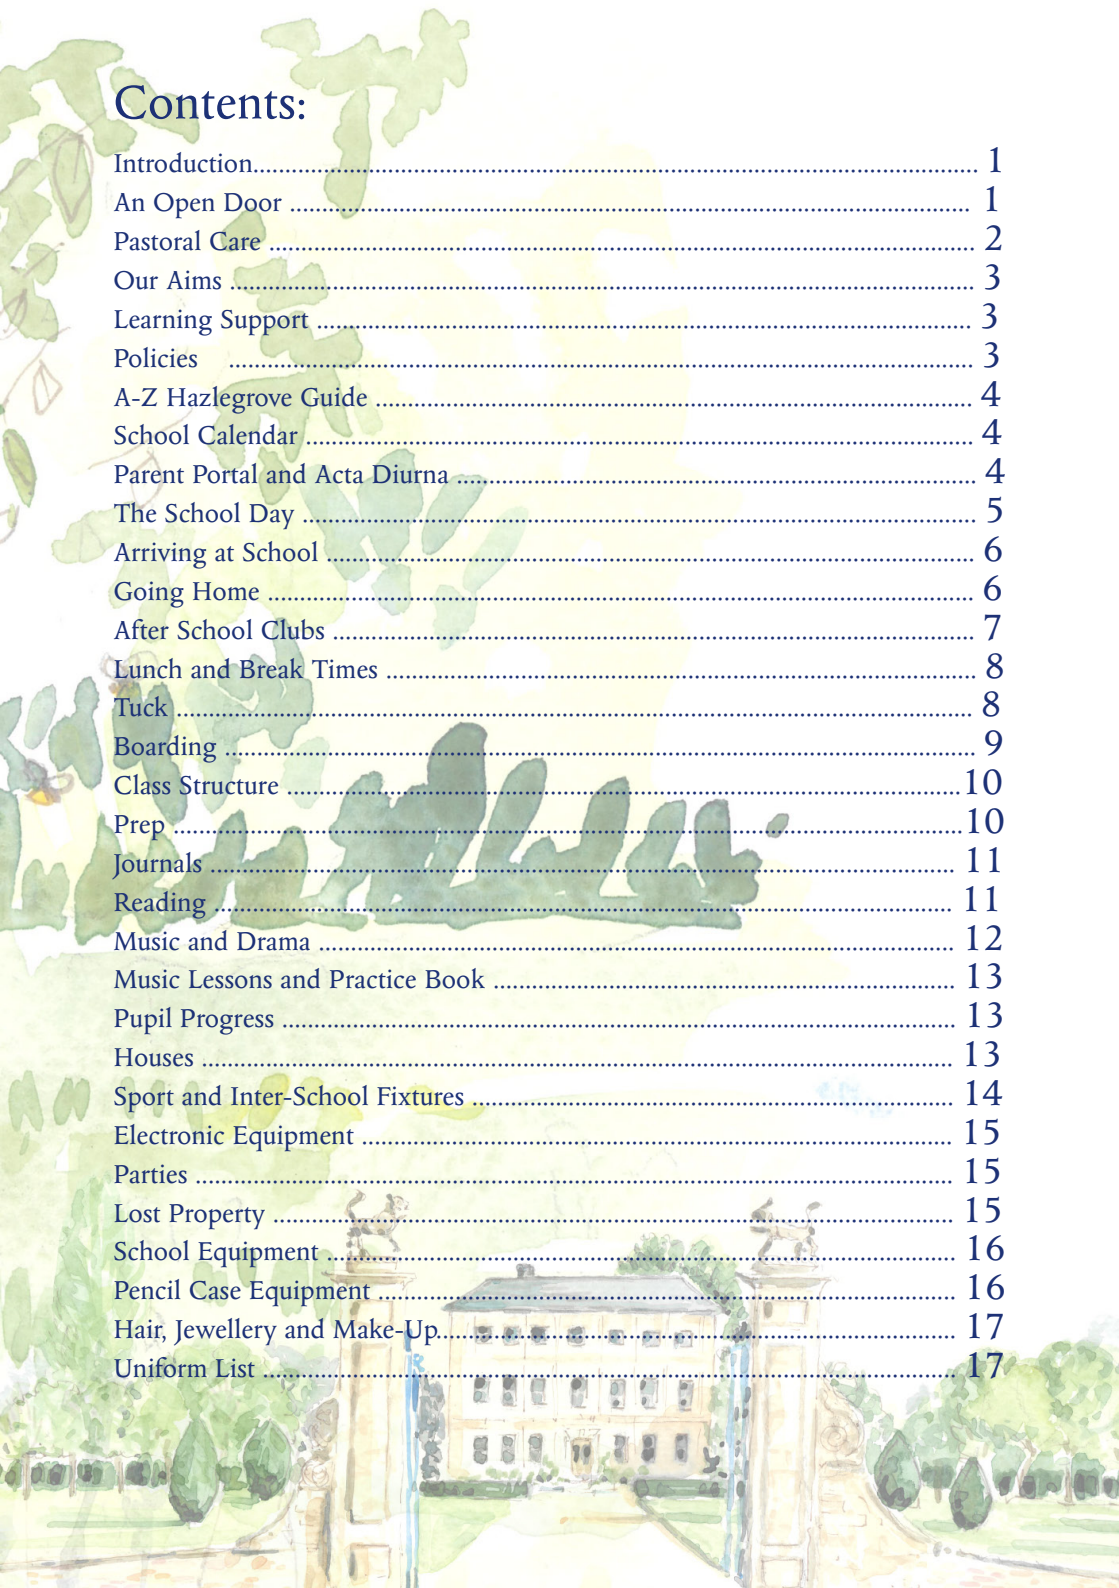 Contents:
Introduction.................................................................................................................. 1
An Open Door ........................................................................................................... 1
Pastoral Care ............................................................................................................... 2
Our Aims ..................................................................................................................... 3
Learning Support ....................................................................................................... 3
Policies ..................................................................................................................... 3
A-Z Hazlegrove Guide .............................................................................................. 4
School Calendar ......................................................................................................... 4
Parent Portal and Acta Diurna .................................................................................. 4
The School Day .......................................................................................................... 5
Arriving at School ...................................................................................................... 6
Going Home ............................................................................................................... 6
After School Clubs ..................................................................................................... 7
Lunch and Break Times ............................................................................................. 8
Tuck ............................................................................................................................. 8
Boarding ...................................................................................................................... 9
Class Structure ..........................................................................................................10
Prep ............................................................................................................................10
Journals ..................................................................................................................... 11
Reading .................................................................................................................... 11
Music and Drama .................................................................................................... 12
Music Lessons and Practice Book ......................................................................... 13
Pupil Progress .......................................................................................................... 13
Houses ...................................................................................................................... 13
Sport and Inter-School Fixtures ............................................................................ 14
Electronic Equipment ............................................................................................. 15
Parties ....................................................................................................................... 15
Lost Property ........................................................................................................... 15
School Equipment ................................................................................................... 16
Pencil Case Equipment ........................................................................................... 16
Hair, Jewellery and Make-Up.................................................................................. 17
Uniform List ............................................................................................................. 17